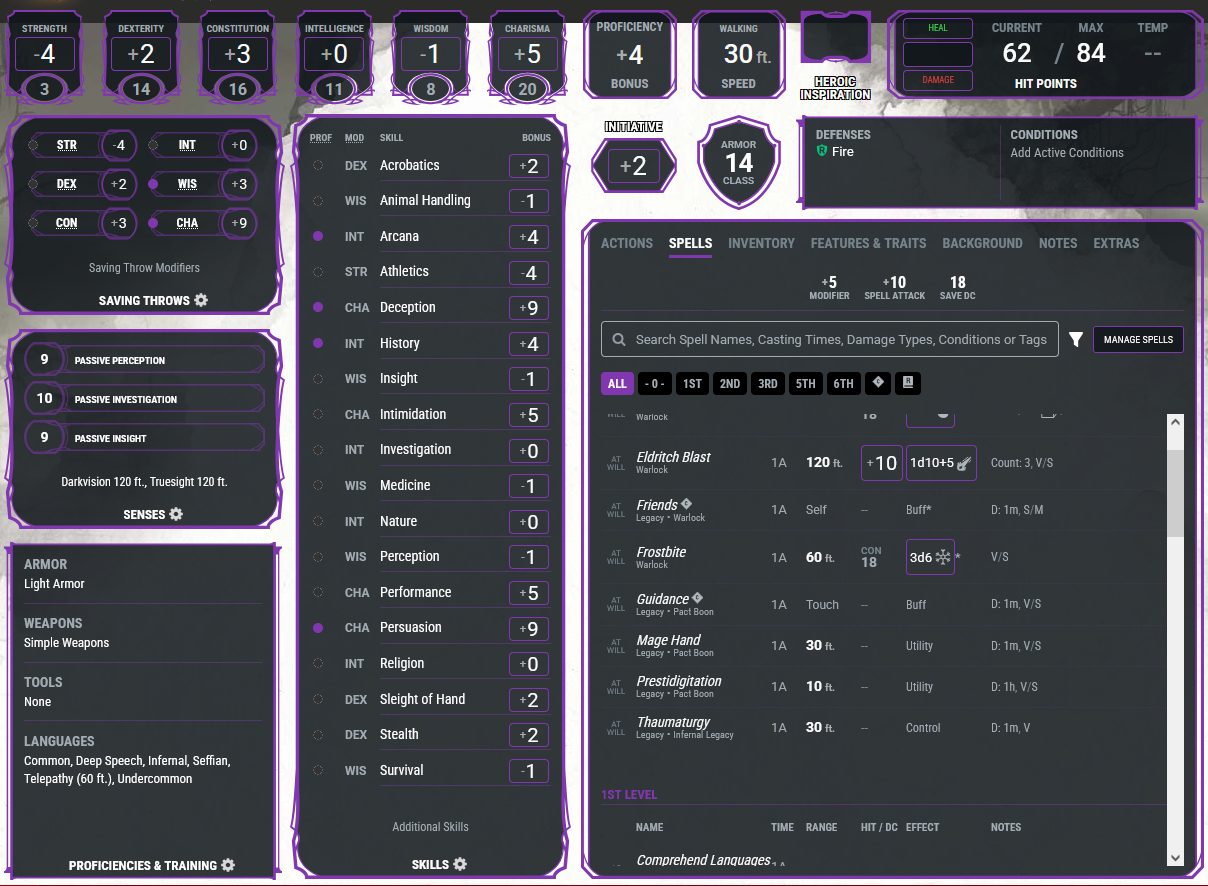 STRENGTH DEXTERITY CONSTITUTION INTELLIGENCE WISDOM CHARISMA
-4 +2 +3 +0 -1 +5
3 14 16 11 8 20
PROFICIENCY
+4
BONUS
WALKING
30 ft.
SPEED
HEROIC
INSPIRATION
HEAL
DAMAGE
CURRENT MAX TEMP
62 / 84 --
HIT POINTS
STR -4 INT +0
DEX +2 WIS +3
CON +3 CHA +9
Saving Throw Modifiers
SAVING THROWS
9 PASSIVE PERCEPTION
10 PASSIVE INVESTIGATION
9 PASSIVE INSIGHT
Darkvision 120 ft., Truesight 120 ft.
SENSES
ARMOR
Light Armor
WEAPONS
Simple Weapons
TOOLS
None
LANGUAGES
Common, Deep Speech, Infernal, Seffian,
Telepathy (60 ft.), Undercommon
PROFICIENCIES & TRAINING
PROF MOD SKILL BONUS
DEX Acrobatics +2
WIS Animal Handling -1
INT Arcana +4
STR Athletics -4
CHA Deception +9
INT History +4
WIS Insight -1
CHA Intimidation +5
INT Investigation +0
WIS Medicine -1
INT Nature +0
WIS Perception -1
CHA Performance +5
CHA Persuasion +9
INT Religion +0
DEX Sleight of Hand +2
DEX Stealth +2
WIS Survival -1
Additional Skills
SKILLS
INITIATIVE
+2
ARMOR
14
CLASS
DEFENSES
R Fire
CONDITIONS
Add Active Conditions
ACTIONS SPELLS INVENTORY FEATURES & TRAITS BACKGROUND NOTES EXTRAS
+5 +10 18
MODIFIER SPELL ATTACK SAVE DC
Search Spell Names, Casting Times, Damage Types, Conditions or Tags
MANAGE SPELLS
ALL - 0 - 1ST 2ND 3RD 5TH 6TH C R
WILL Warlock 18
AT WILL Eldritch Blast 1A 120 ft. +10 1d10+5 Count: 3, V/S
Warlock
AT WILL Friends C 1A Self -- Buff* D: 1m, S/M
Legacy • Warlock
AT WILL Frostbite 1A 60 ft. CON 18 3d6 * V/S
Warlock
AT WILL Guidance C 1A Touch -- Buff D: 1m, V/S
Legacy • Pact Boon
AT WILL Mage Hand 1A 30 ft. -- Utility D: 1m, V/S
Legacy • Pact Boon
AT WILL Prestidigitation 1A 10 ft. -- Utility D: 1h, V/S
Legacy • Pact Boon
AT WILL Thaumaturgy 1A 30 ft. -- Control D: 1m, V
Legacy • Infernal Legacy
1ST LEVEL
NAME TIME RANGE HIT / DC EFFECT NOTES
Comprehend Languages